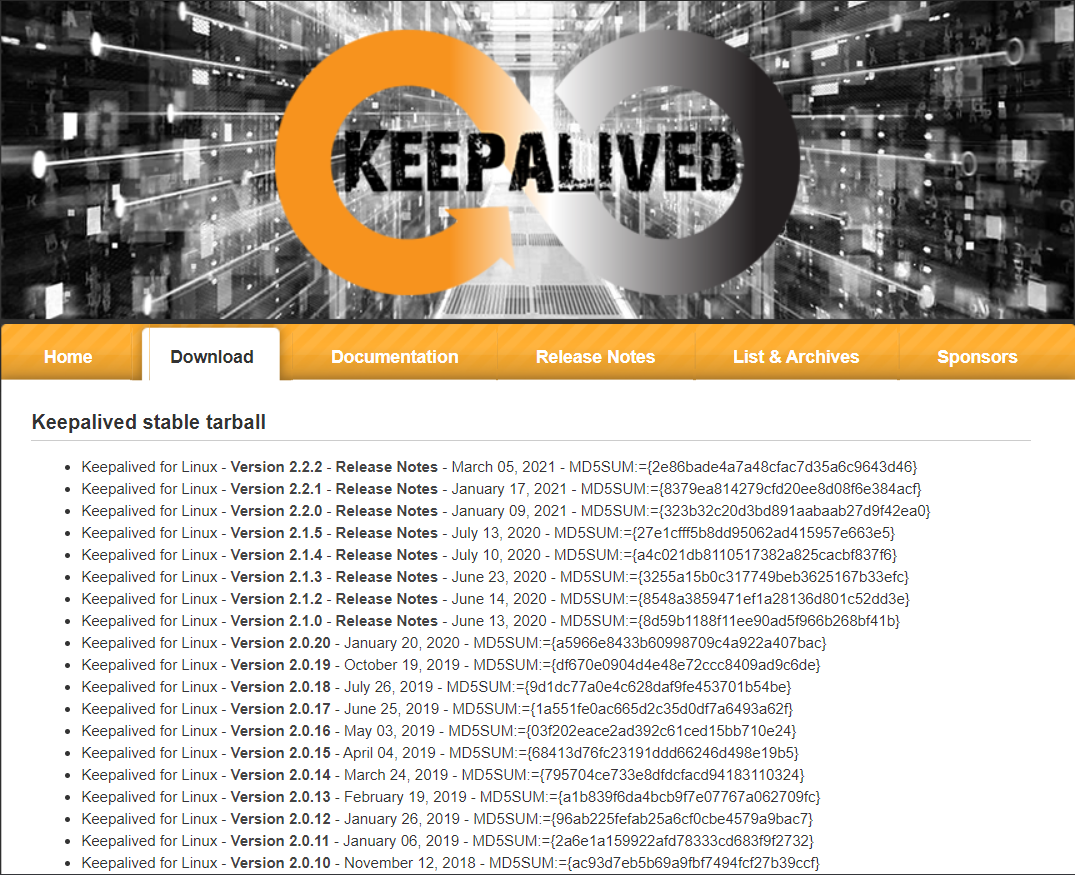 KEEPALIVED
Home Download Documentation Release Notes List & Archives Sponsors
Keepalived stable tarball
• Keepalived for Linux - Version 2.2.2 - Release Notes - March 05, 2021 - MD5SUM:={2e86bade4a7a48cfac7d35a6c9643d46}
• Keepalived for Linux - Version 2.2.1 - Release Notes - January 17, 2021 - MD5SUM:={8379ea814279cfd20ee8d08f6e384acf}
• Keepalived for Linux - Version 2.2.0 - Release Notes - January 09, 2021 - MD5SUM:={323b32c20d3bd891aabaab27d9f42ea0}
• Keepalived for Linux - Version 2.1.5 - Release Notes - July 13, 2020 - MD5SUM:={27e1cfff5b8dd95062ad415957e663e5}
• Keepalived for Linux - Version 2.1.4 - Release Notes - July 10, 2020 - MD5SUM:={a4c021db8110517382a825cacbf837f6}
• Keepalived for Linux - Version 2.1.3 - Release Notes - June 23, 2020 - MD5SUM:={3255a15b0c317749beb3625167b33efc}
• Keepalived for Linux - Version 2.1.2 - Release Notes - June 14, 2020 - MD5SUM:={8548a3859471ef1a28136d801c52dd3e}
• Keepalived for Linux - Version 2.1.0 - Release Notes - June 13, 2020 - MD5SUM:={8d59b1188f11ee90ad5f966b268bf41b}
• Keepalived for Linux - Version 2.0.20 - January 20, 2020 - MD5SUM:={a5966e8433b60998709c4a922a407bac}
• Keepalived for Linux - Version 2.0.19 - October 19, 2019 - MD5SUM:={df670e0904d4e48e72ccc8409ad9c6de}
• Keepalived for Linux - Version 2.0.18 - July 26, 2019 - MD5SUM:={9d1dc77a0e4c628daf9fe453701b54be}
• Keepalived for Linux - Version 2.0.17 - June 25, 2019 - MD5SUM:={1a551fe0ac665d2c35d0df7a6493a62f}
• Keepalived for Linux - Version 2.0.16 - May 03, 2019 - MD5SUM:={03f202eace2ad392c61ced15bb710e24}
• Keepalived for Linux - Version 2.0.15 - April 04, 2019 - MD5SUM:={68413d76fc23191ddd66246d498e19b5}
• Keepalived for Linux - Version 2.0.14 - March 24, 2019 - MD5SUM:={795704ce733e8dfdcfacd94183110324}
• Keepalived for Linux - Version 2.0.13 - February 19, 2019 - MD5SUM:={a1b839f6da4bcb9f7e07767a062709fc}
• Keepalived for Linux - Version 2.0.12 - January 26, 2019 - MD5SUM:={96ab225fefab25a6cf0cbe4579a9bac7}
• Keepalived for Linux - Version 2.0.11 - January 06, 2019 - MD5SUM:={2a6e1a159922afd78333cd683f9f2732}
• Keepalived for Linux - Version 2.0.10 - November 12, 2018 - MD5SUM:={ac93d7eb5b69a9fbf7494fcf27b39ccf}